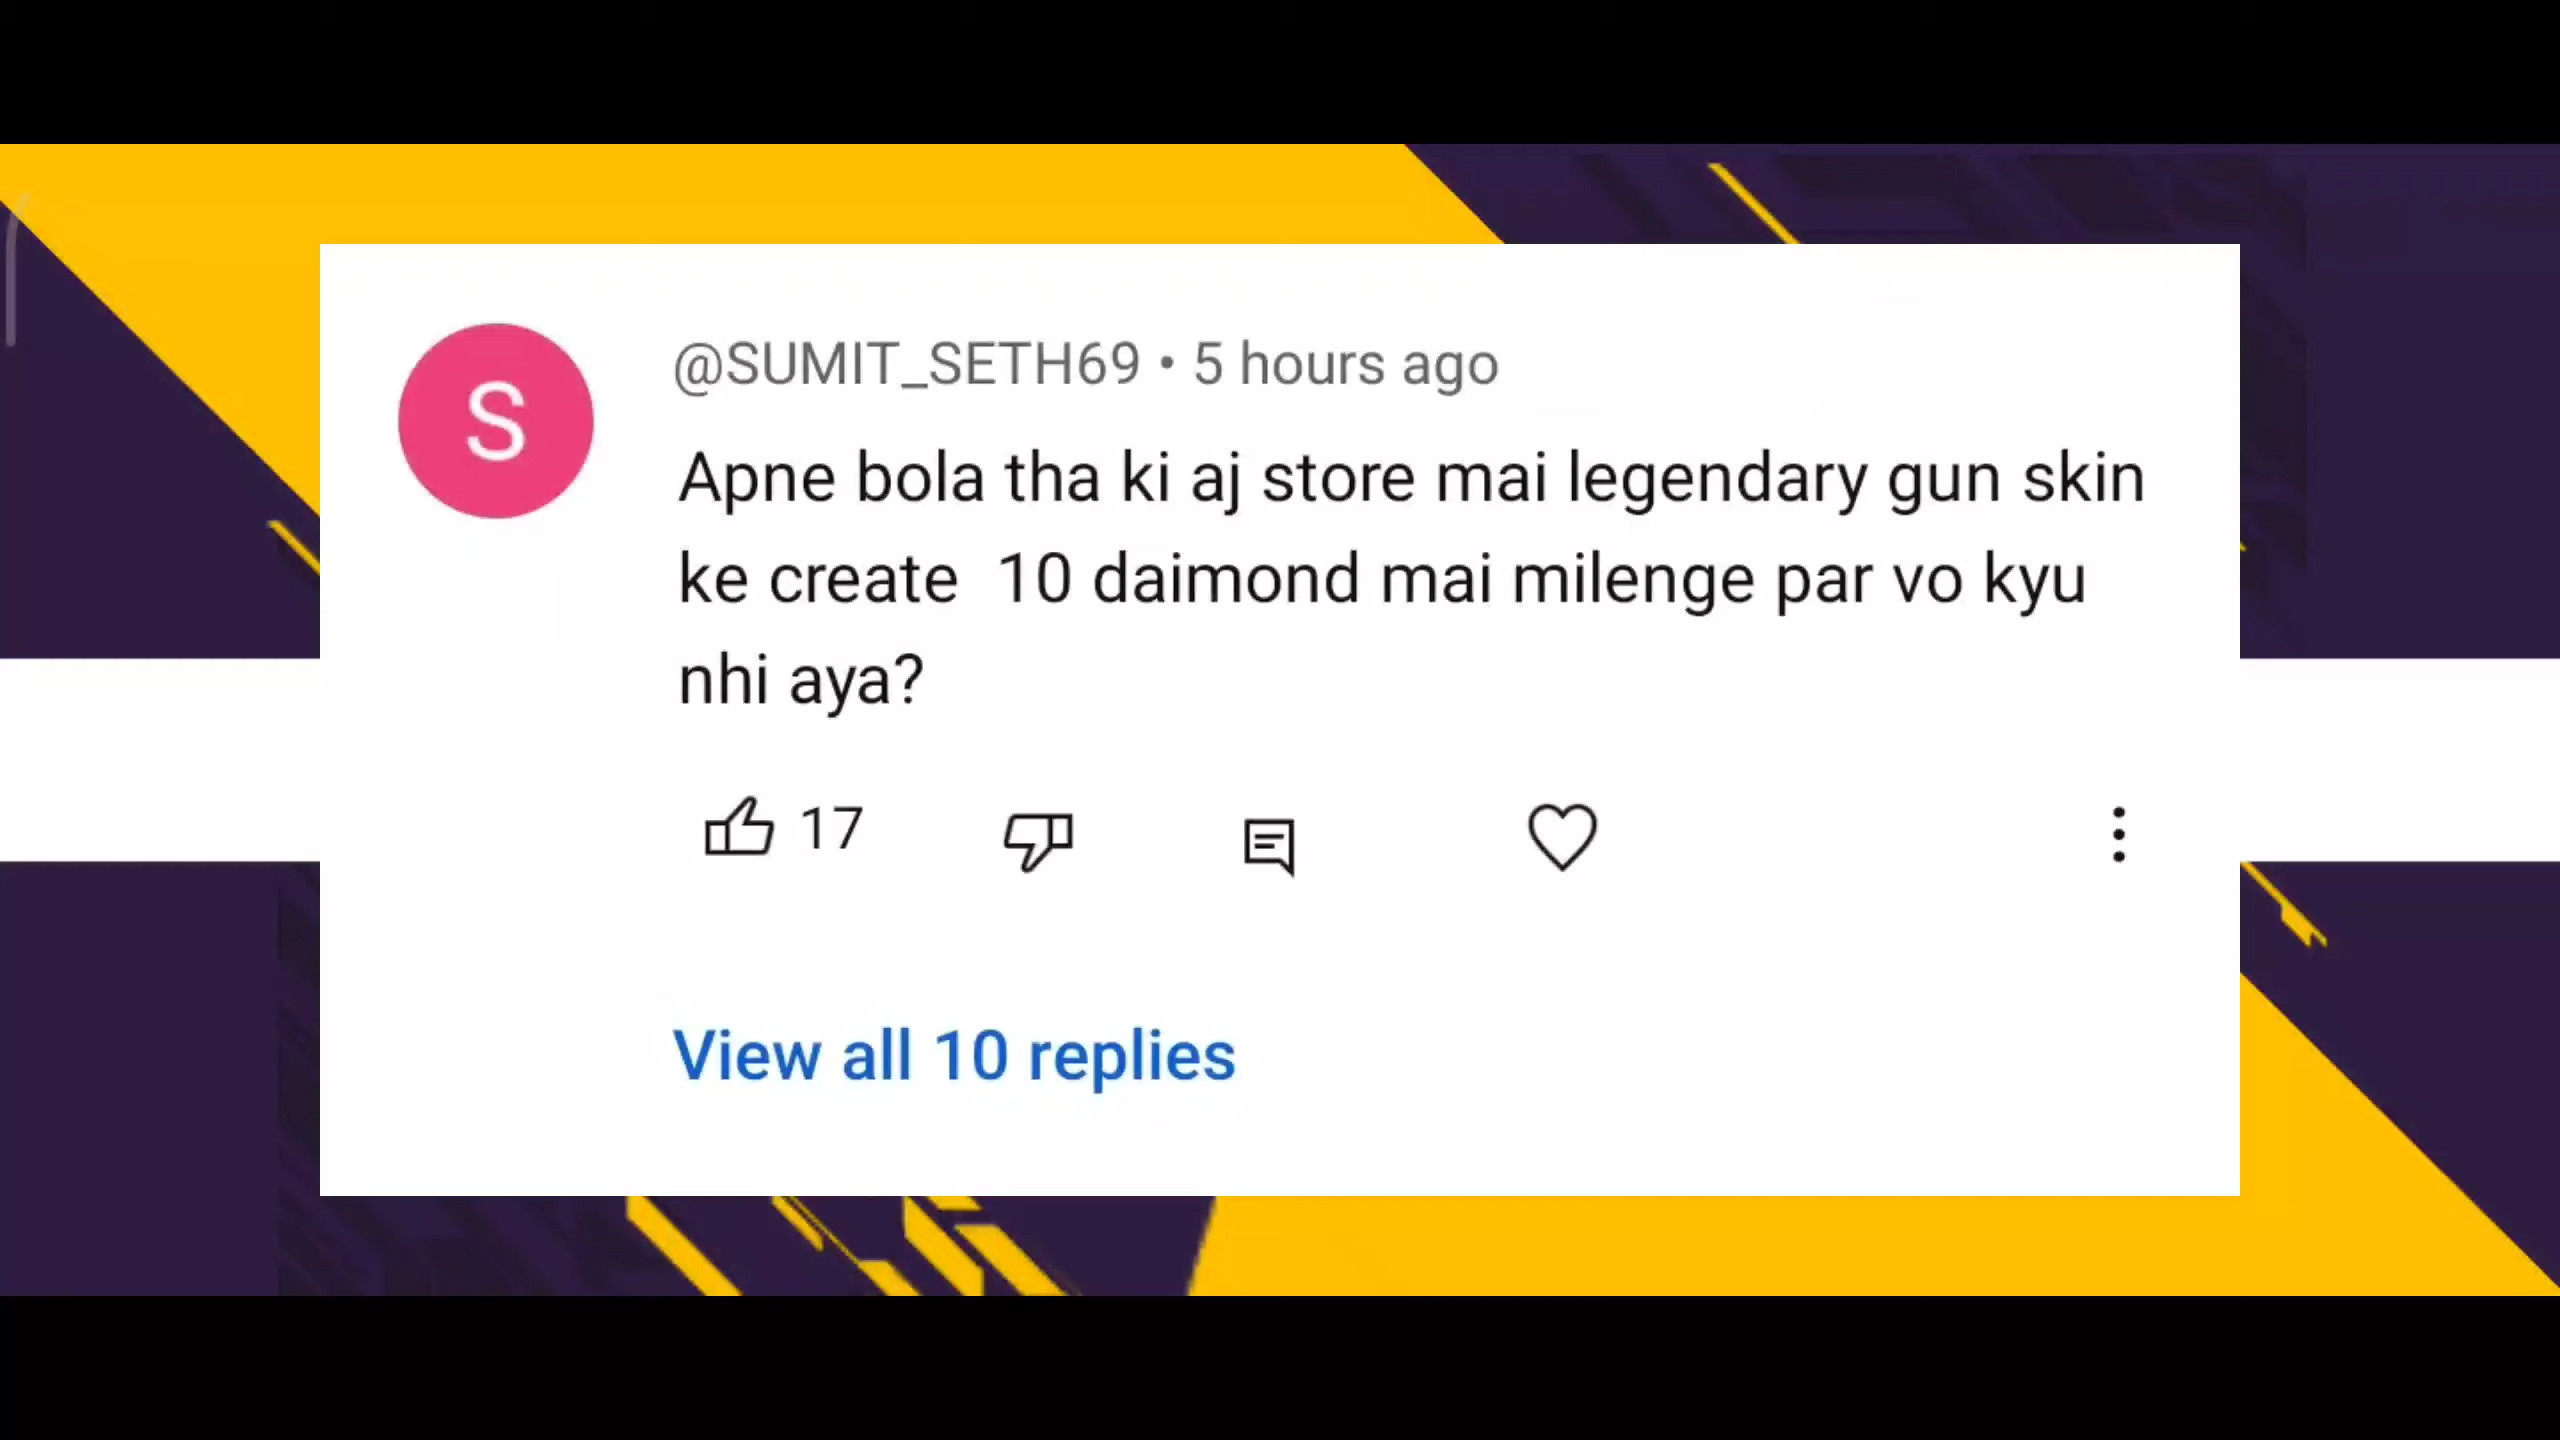 S
@SUMIT_SETH69 • 5 hours ago
Apne bola tha ki aj store mai legendary gun skin
ke create  10 daimond mai milenge par vo kyu
nhi aya?
17
View all 10 replies